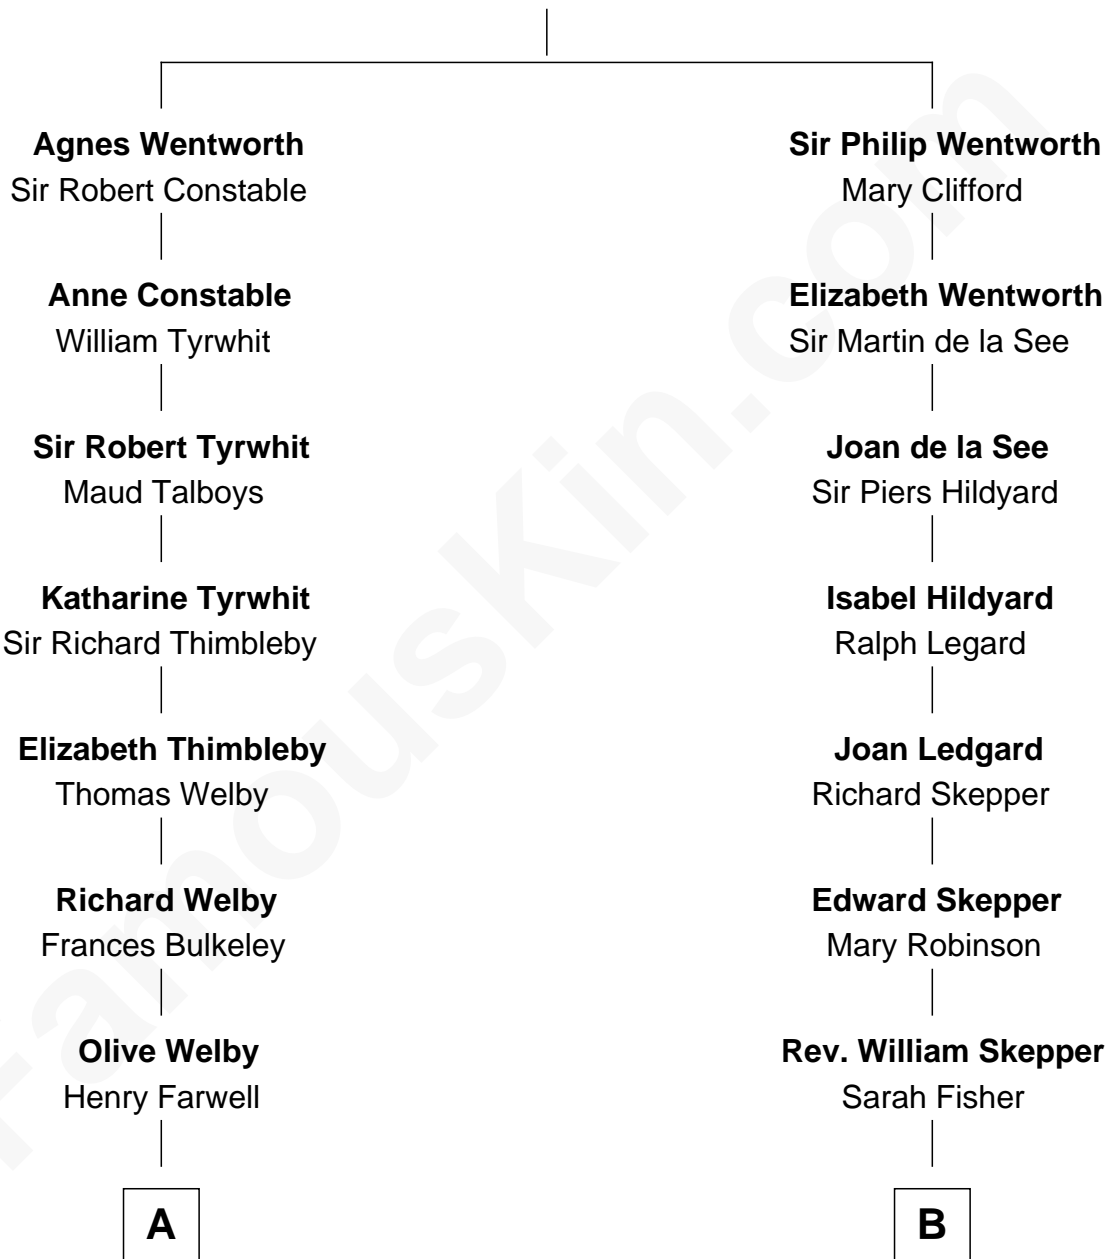 Agnes Wentworth
Sir Robert Constable
Anne Constable
William Tyrwhit
Sir Robert Tyrwhit
Maud Talboys
Katharine Tyrwhit
Sir Richard Thimbleby
Elizabeth Thimbleby
Thomas Welby
Richard Welby
Frances Bulkeley
Olive Welby
Henry Farwell
A
Sir Philip Wentworth
Mary Clifford
Elizabeth Wentworth
Sir Martin de la See
Joan de la See
Sir Piers Hildyard
Isabel Hildyard
Ralph Legard
Joan Ledgard
Richard Skepper
Edward Skepper
Mary Robinson
Rev. William Skepper
Sarah Fisher
B
FamousKin.com